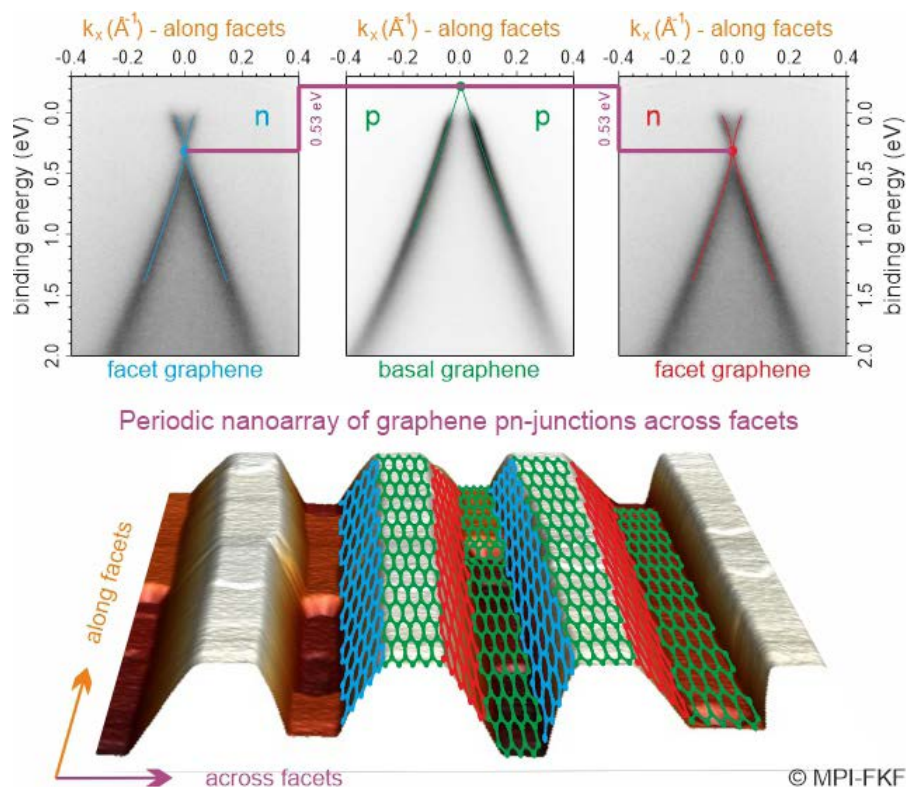 kx (Å-1) - along facets
kx (Å-1) - along facets
kx (Å-1) - along facets
-0.4 -0.2 0.0 0.2 0.4
-0.4 -0.2 0.0 0.2 0.4
-0.4 -0.2 0.0 0.2 0.4
binding energy (eV)
0.0
0.5
1.0
1.5
2.0
n
0.53 eV
p
p
0.53 eV
n
0.0
0.5
1.0
1.5
2.0
binding energy (eV)
facet graphene
basal graphene
facet graphene
Periodic nanoarray of graphene pn-junctions across facets
along facets
across facets
© MPI-FKF